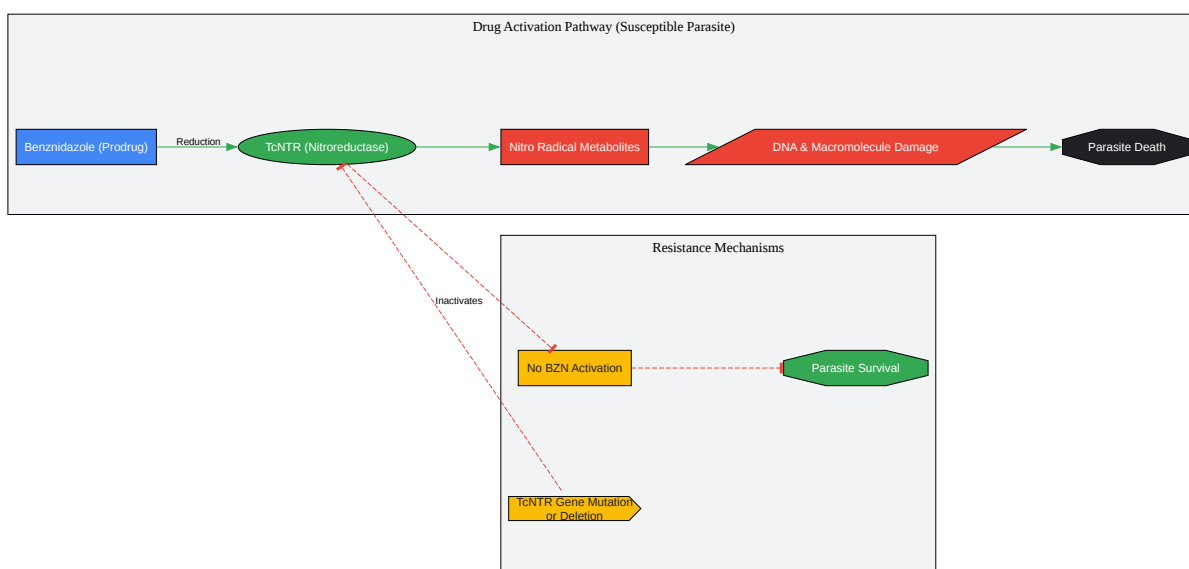 Drug Activation Pathway (Susceptible Parasite)
Benznidazole (Prodrug)
Reduction
TcNTR (Nitroreductase)
Nitro Radical Metabolites
DNA & Macromolecule Damage
Parasite Death
Resistance Mechanisms
Inactivates
No BZN Activation
Parasite Survival
TcNTR Gene Mutation
or Deletion